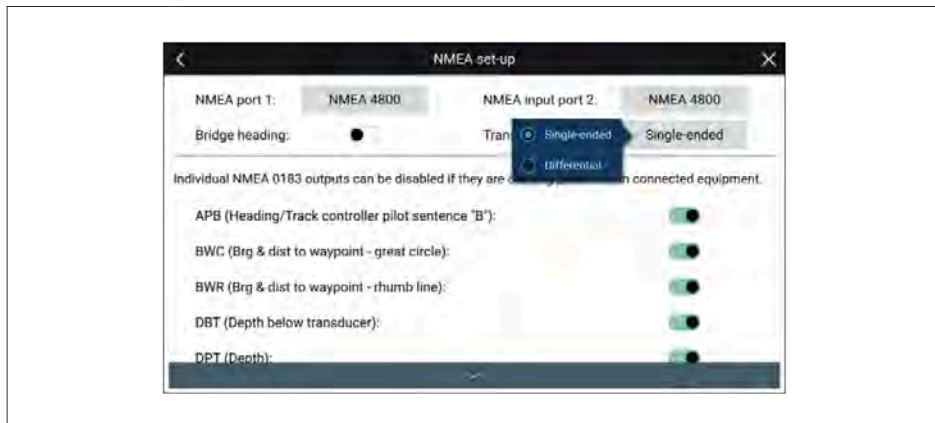 NMEA set-up
NMEA port 1: NMEA 4800 NMEA input port 2: NMEA 4800
Bridge heading: Tran Single-ended Single-ended
Differential
Individual NMEA 0183 outputs can be disabled if they are connected equipment.
APB (Heading/Track controller pilot sentence "B"):
BWC (Brg & dist to waypoint - great circle):
BWR (Brg & dist to waypoint - rhumb line):
DBT (Depth below transducer):
DPT (Depth):